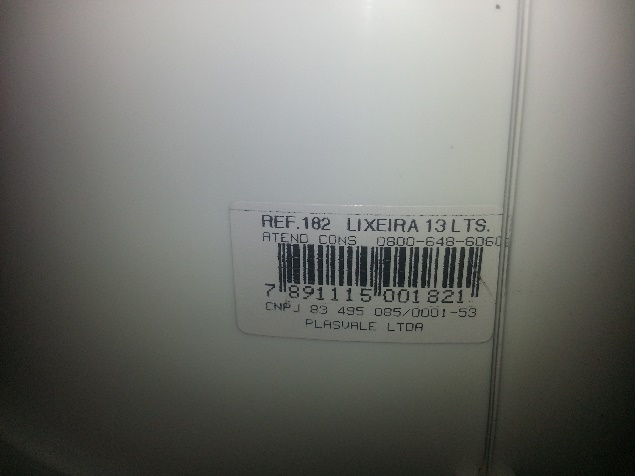 REF.182 LIXEIRA 13 LTS.
ATEND CONS 0800-648-6060
7 891115 001821
CNPJ 83 495 085/0001-53
PLASVALE LTDA